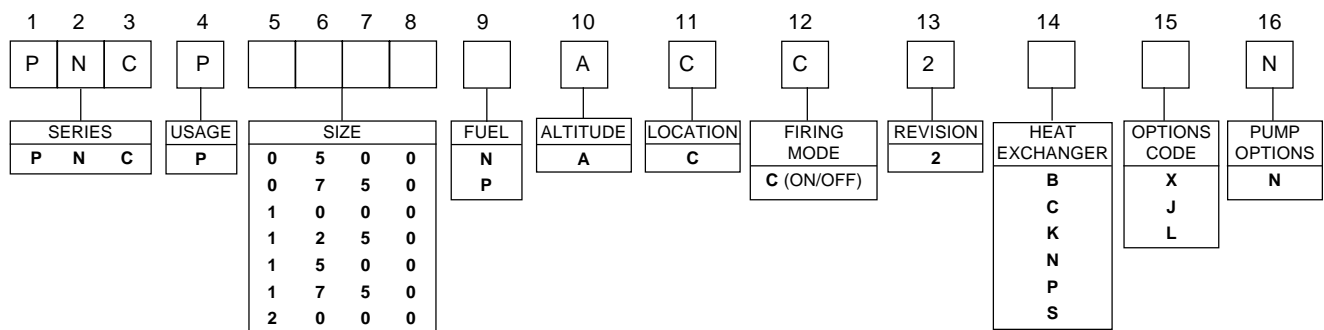 1 2 3 4 5 6 7 8 9 10 11 12 13 14 15 16
P N C P A C C 2 N
SERIES USAGE SIZE FUEL ALTITUDE LOCATION FIRING REVISION HEAT OPTIONS PUMP
MODE EXCHANGER CODE OPTIONS
P N C P 0 5 0 0 N A C C (ON/OFF) 2 B X N
0 7 5 0 P C J
1 0 0 0 K L
1 2 5 0 N
1 5 0 0 P
1 7 5 0 S
2 0 0 0